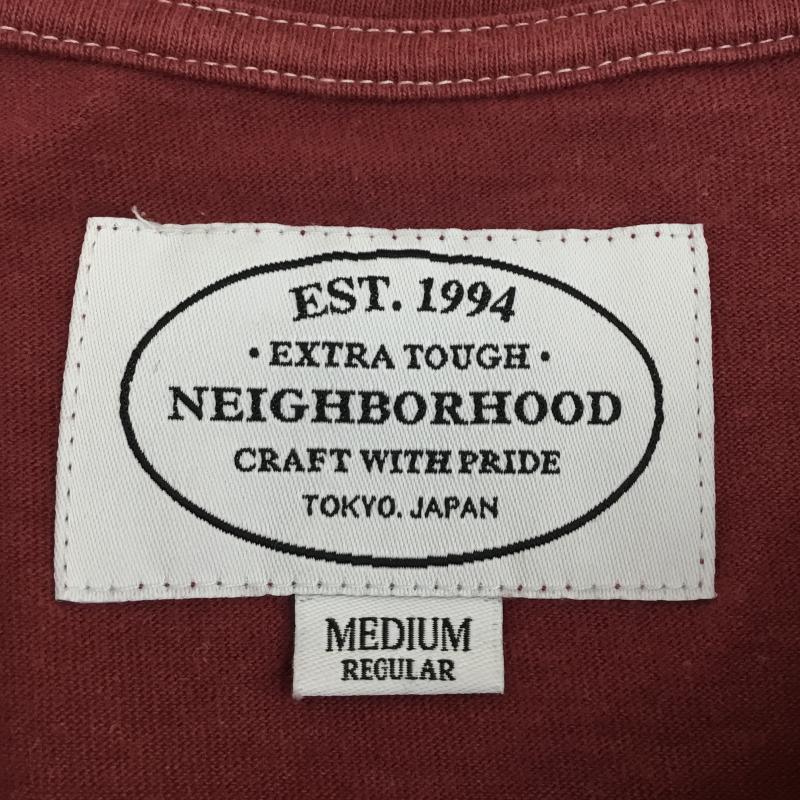 EST. 1994
• EXTRA TOUGH •
NEIGHBORHOOD
CRAFT WITH PRIDE
TOKYO. JAPAN
MEDIUM
REGULAR